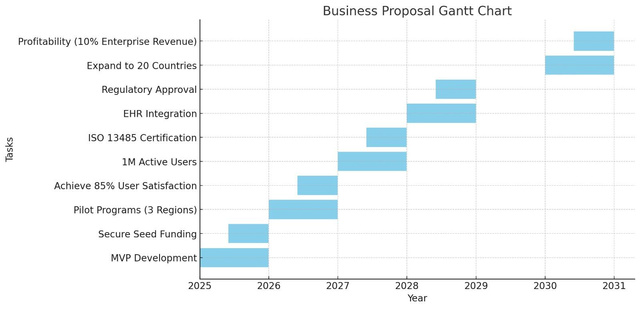 Business Proposal Gantt Chart
Profitability (10% Enterprise Revenue)
Expand to 20 Countries
Regulatory Approval
EHR Integration
ISO 13485 Certification
1M Active Users
Achieve 85% User Satisfaction
Pilot Programs (3 Regions)
Secure Seed Funding
MVP Development
Tasks
2025 2026 2027 2028 2029 2030 2031
Year